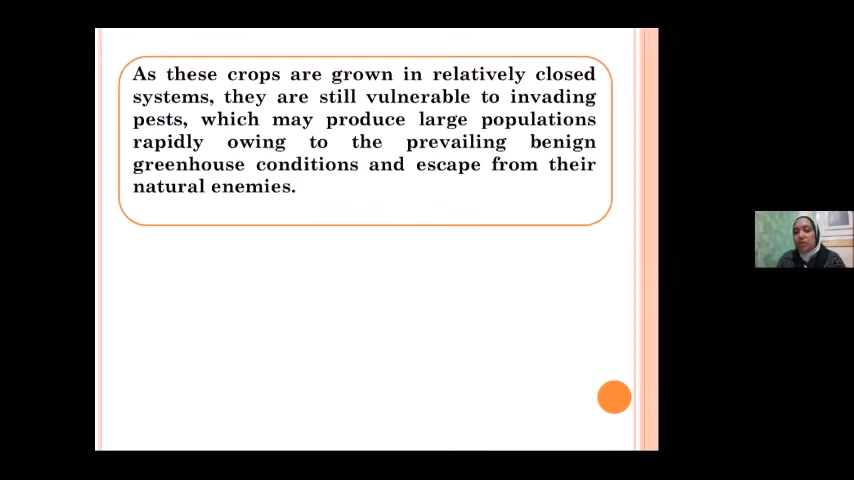 As these crops are grown in relatively closed
systems, they are still vulnerable to invading
pests, which may produce large populations
rapidly owing to the prevailing benign
greenhouse conditions and escape from their
natural enemies.